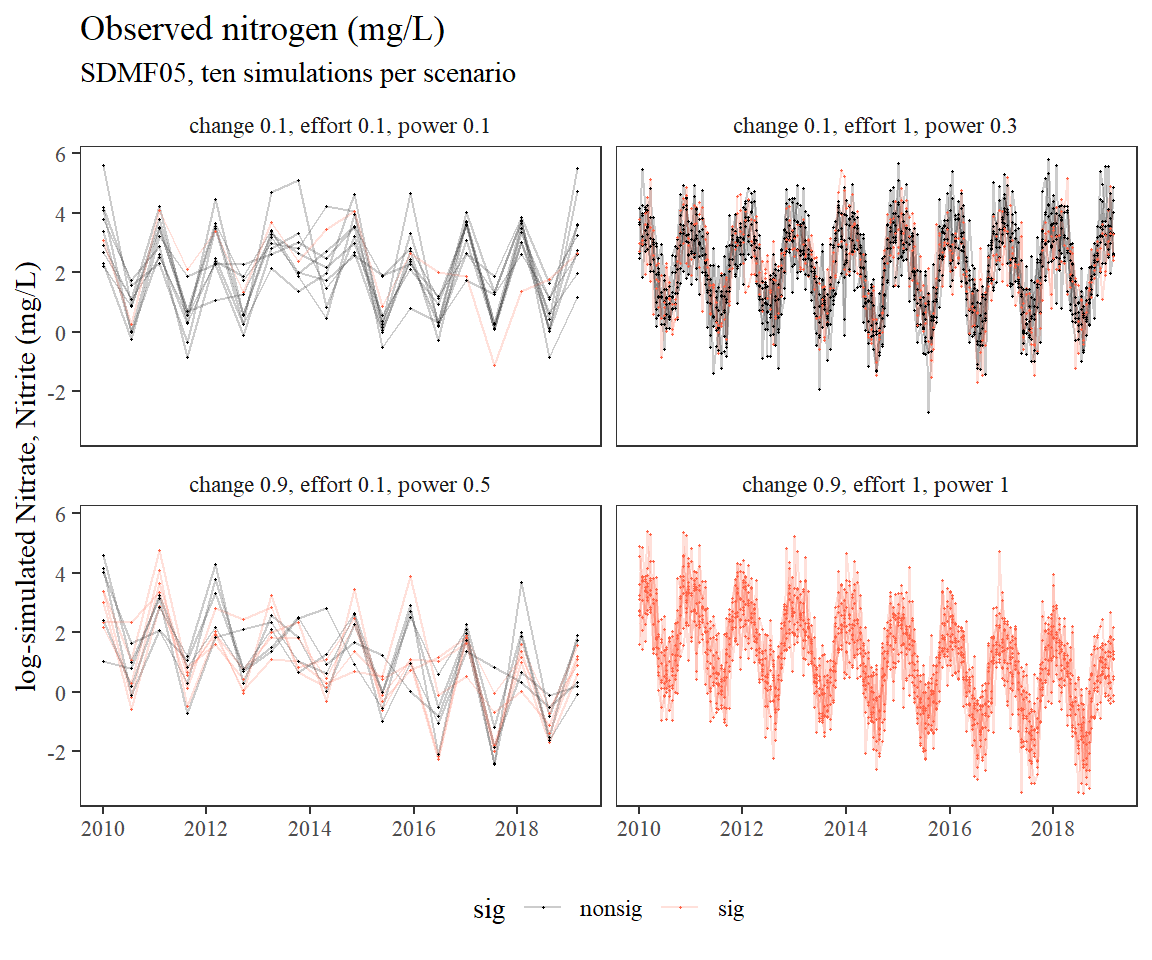 Observed nitrogen (mg/L)
SDMF05, ten simulations per scenario
change 0.1, effort 0.1, power 0.1
change 0.1, effort 1, power 0.3
6
4
2
0
-2
log-simulated Nitrate, Nitrite (mg/L)
change 0.9, effort 0.1, power 0.5
change 0.9, effort 1, power 1
6
4
2
0
-2
2010 2012 2014 2016 2018
2010 2012 2014 2016 2018
sig nonsig sig